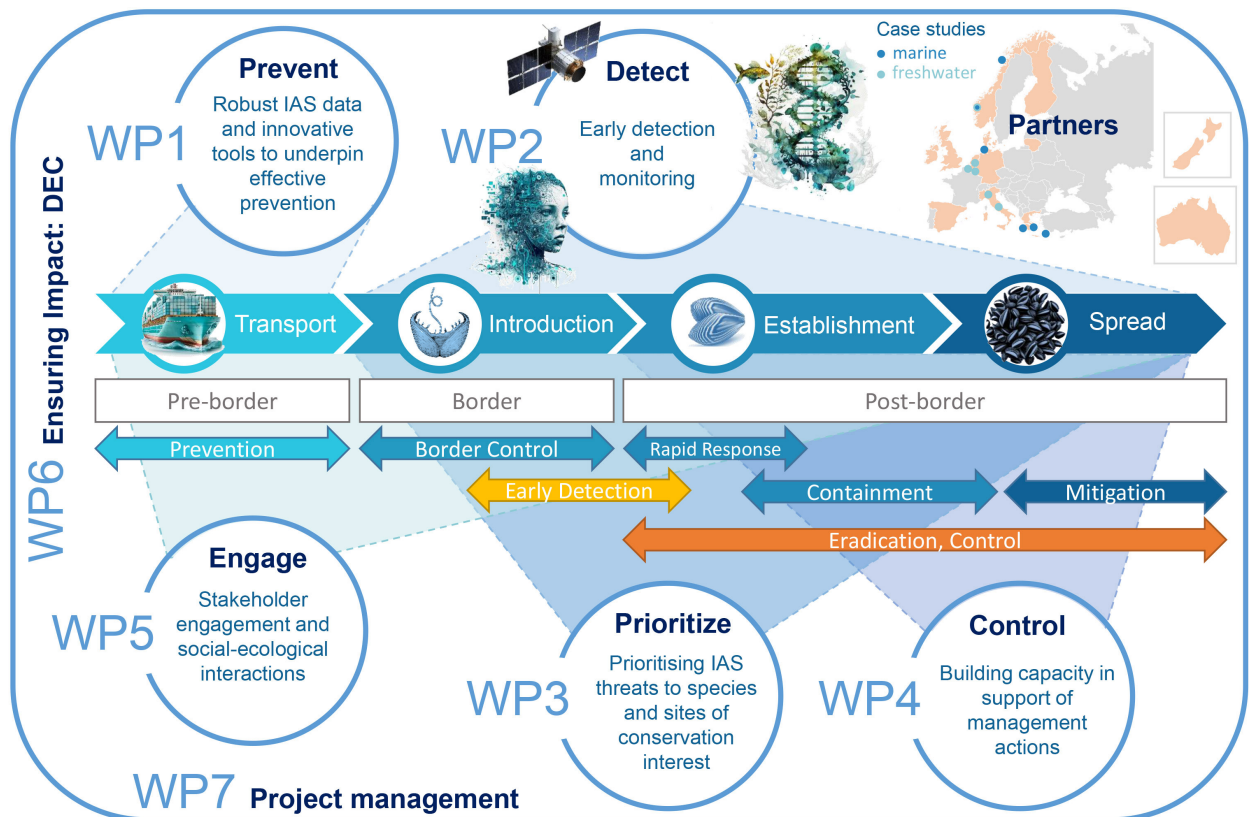 Prevent
WP1
Robust IAS data
and innovative
tools to underpin
effective
prevention
Detect
WP2
Early detection
and
monitoring
Case studies
marine
freshwater
Partners
WP6 Ensuring Impact: DEC
Transport
Introduction
Establishment
Spread
Pre-border
Border
Post-border
Prevention
Border Control
Rapid Response
Early Detection
Containment
Mitigation
Eradication, Control
Engage
WP5
Stakeholder
engagement and
social-ecological
interactions
Prioritize
WP3
Prioritising IAS
threats to species
and sites of
conservation
interest
Control
WP4
Building capacity in
support of
management
actions
WP7 Project management